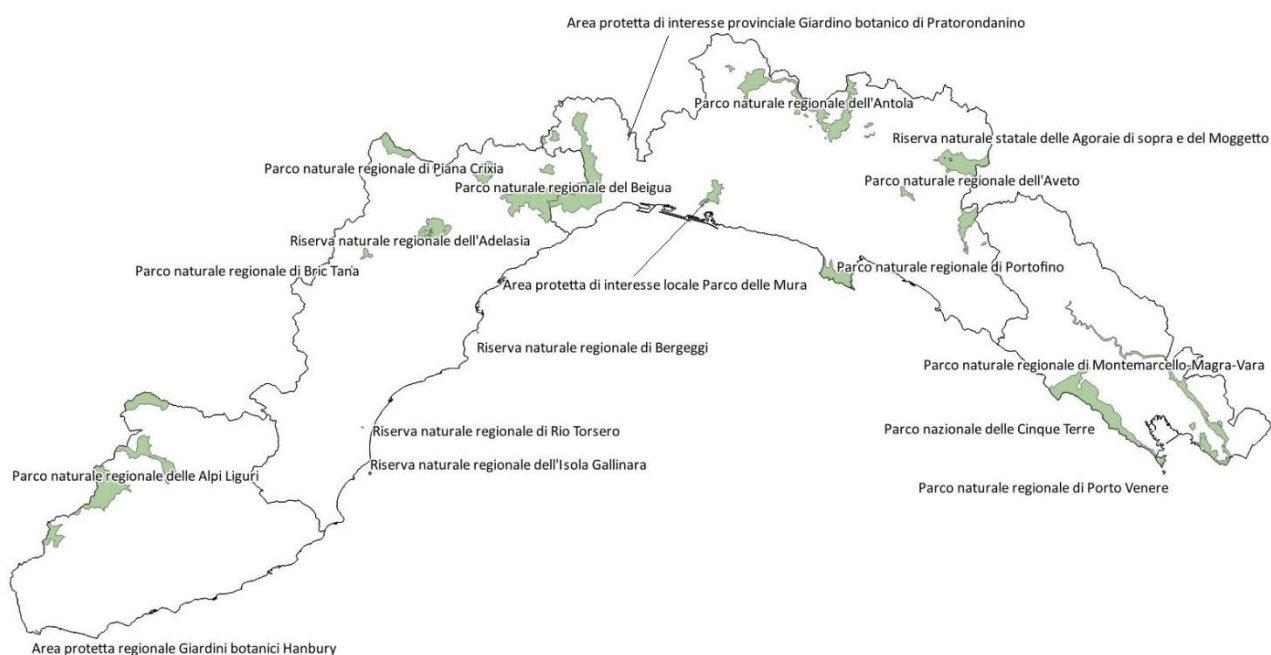 Area protetta di interesse provinciale Giardino botanico di Pratorondanino
Parco naturale regionale dell'Antola
Riserva naturale statale delle Agoraie di sopra e del Moggetto
Parco naturale regionale di Piana Crixia
Parco naturale regionale dell'Aveto
Parco naturale regionale del Beigua
Riserva naturale regionale dell'Adelasia
Parco naturale regionale di Bric Tana
Parco naturale regionale di Portofino
Area protetta di interesse locale Parco delle Mura
Riserva naturale regionale di Bergeggi
Parco naturale regionale di Montemarcello-Magra-Vara
Parco nazionale delle Cinque Terre
Riserva naturale regionale di Rio Torsero
Riserva naturale regionale dell'Isola Gallinara
Parco naturale regionale delle Alpi Liguri
Parco naturale regionale di Porto Venere
Area protetta regionale Giardini botanici Hanbury